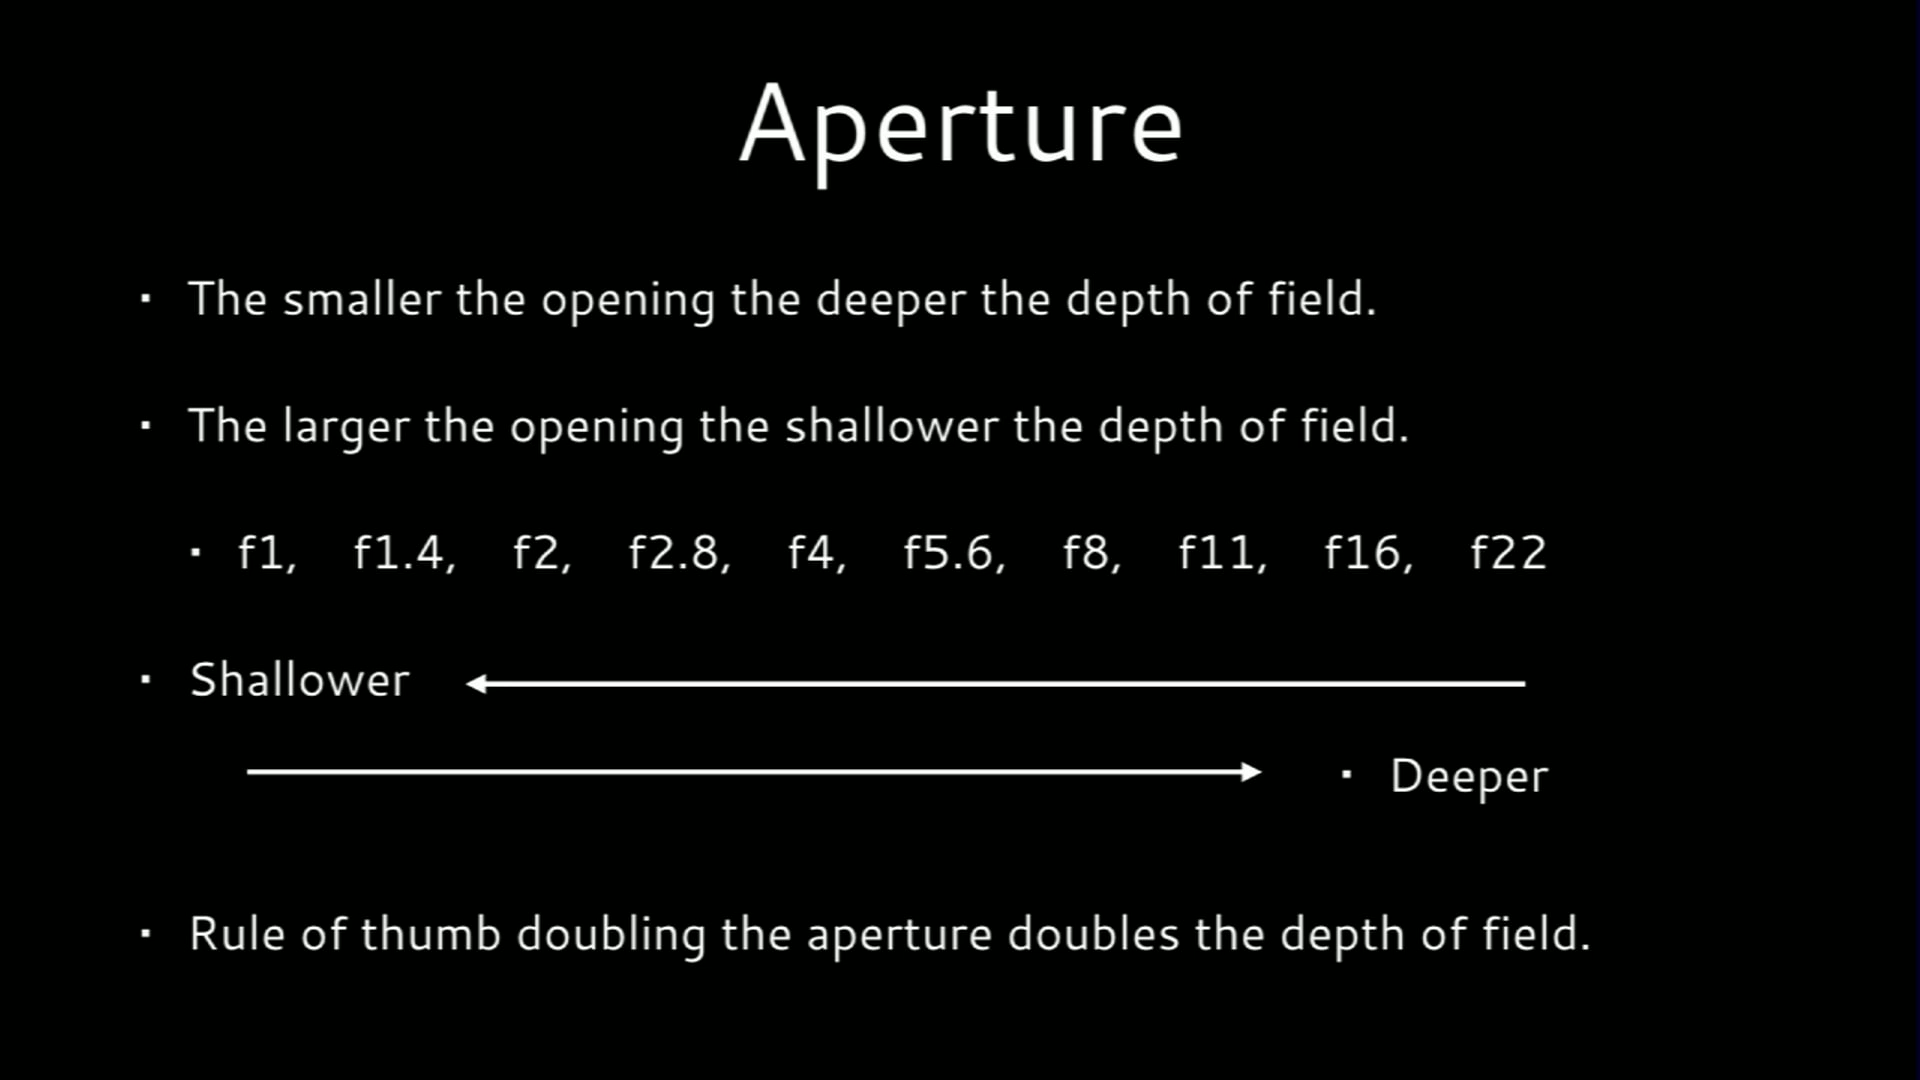 Aperture
▪ The smaller the opening the deeper the depth of field.
▪ The larger the opening the shallower the depth of field.
▪ f1, f1.4, f2, f2.8, f4, f5.6, f8, f11, f16, f22
▪ Shallower
▪ Deeper
▪ Rule of thumb doubling the aperture doubles the depth of field.